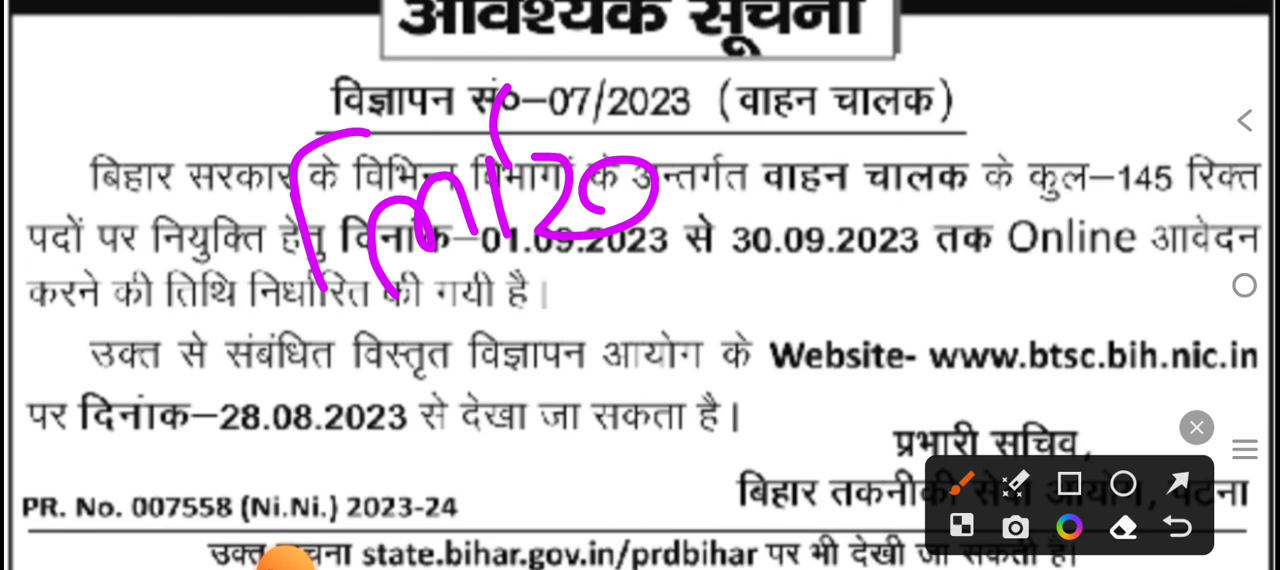 आवश्यक सूचना
विज्ञापन सं०–07/2023 (वाहन चालक)
बिहार सरकार के विभिन्न विभागों के अन्तर्गत वाहन चालक के कुल–145 रिक्त
पदों पर नियुक्ति हेतु दिनांक–01.09.2023 से 30.09.2023 तक Online आवेदन
करने की तिथि निर्धारित की गयी है।
उक्त से संबंधित विस्तृत विज्ञापन आयोग के Website- www.btsc.bih.nic.in
पर दिनांक–28.08.2023 से देखा जा सकता है।
प्रभारी सचिव,
बिहार तकनीकी सेवा आयोग, पटना
PR. No. 007558 (Ni.Ni.) 2023-24
उक्त सूचना state.bihar.gov.in/prdbihar पर भी देखी जा सकती है।